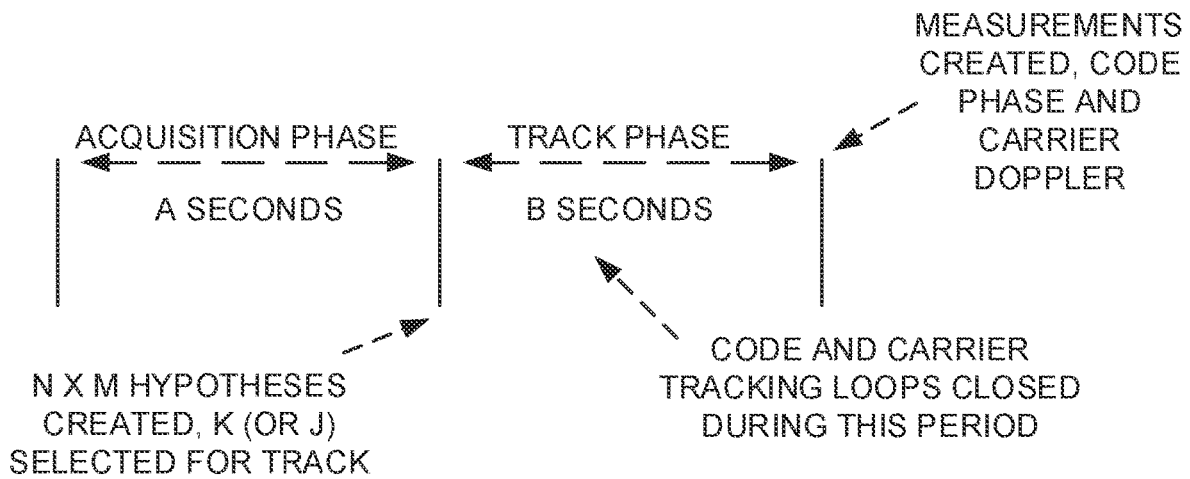 MEASUREMENTS
CREATED, CODE
PHASE AND
CARRIER
DOPPLER
ACQUISITION PHASE
TRACK PHASE
A SECONDS
B SECONDS
N X M HYPOTHESES
CREATED, K (OR J)
SELECTED FOR TRACK
CODE AND CARRIER
TRACKING LOOPS CLOSED
DURING THIS PERIOD